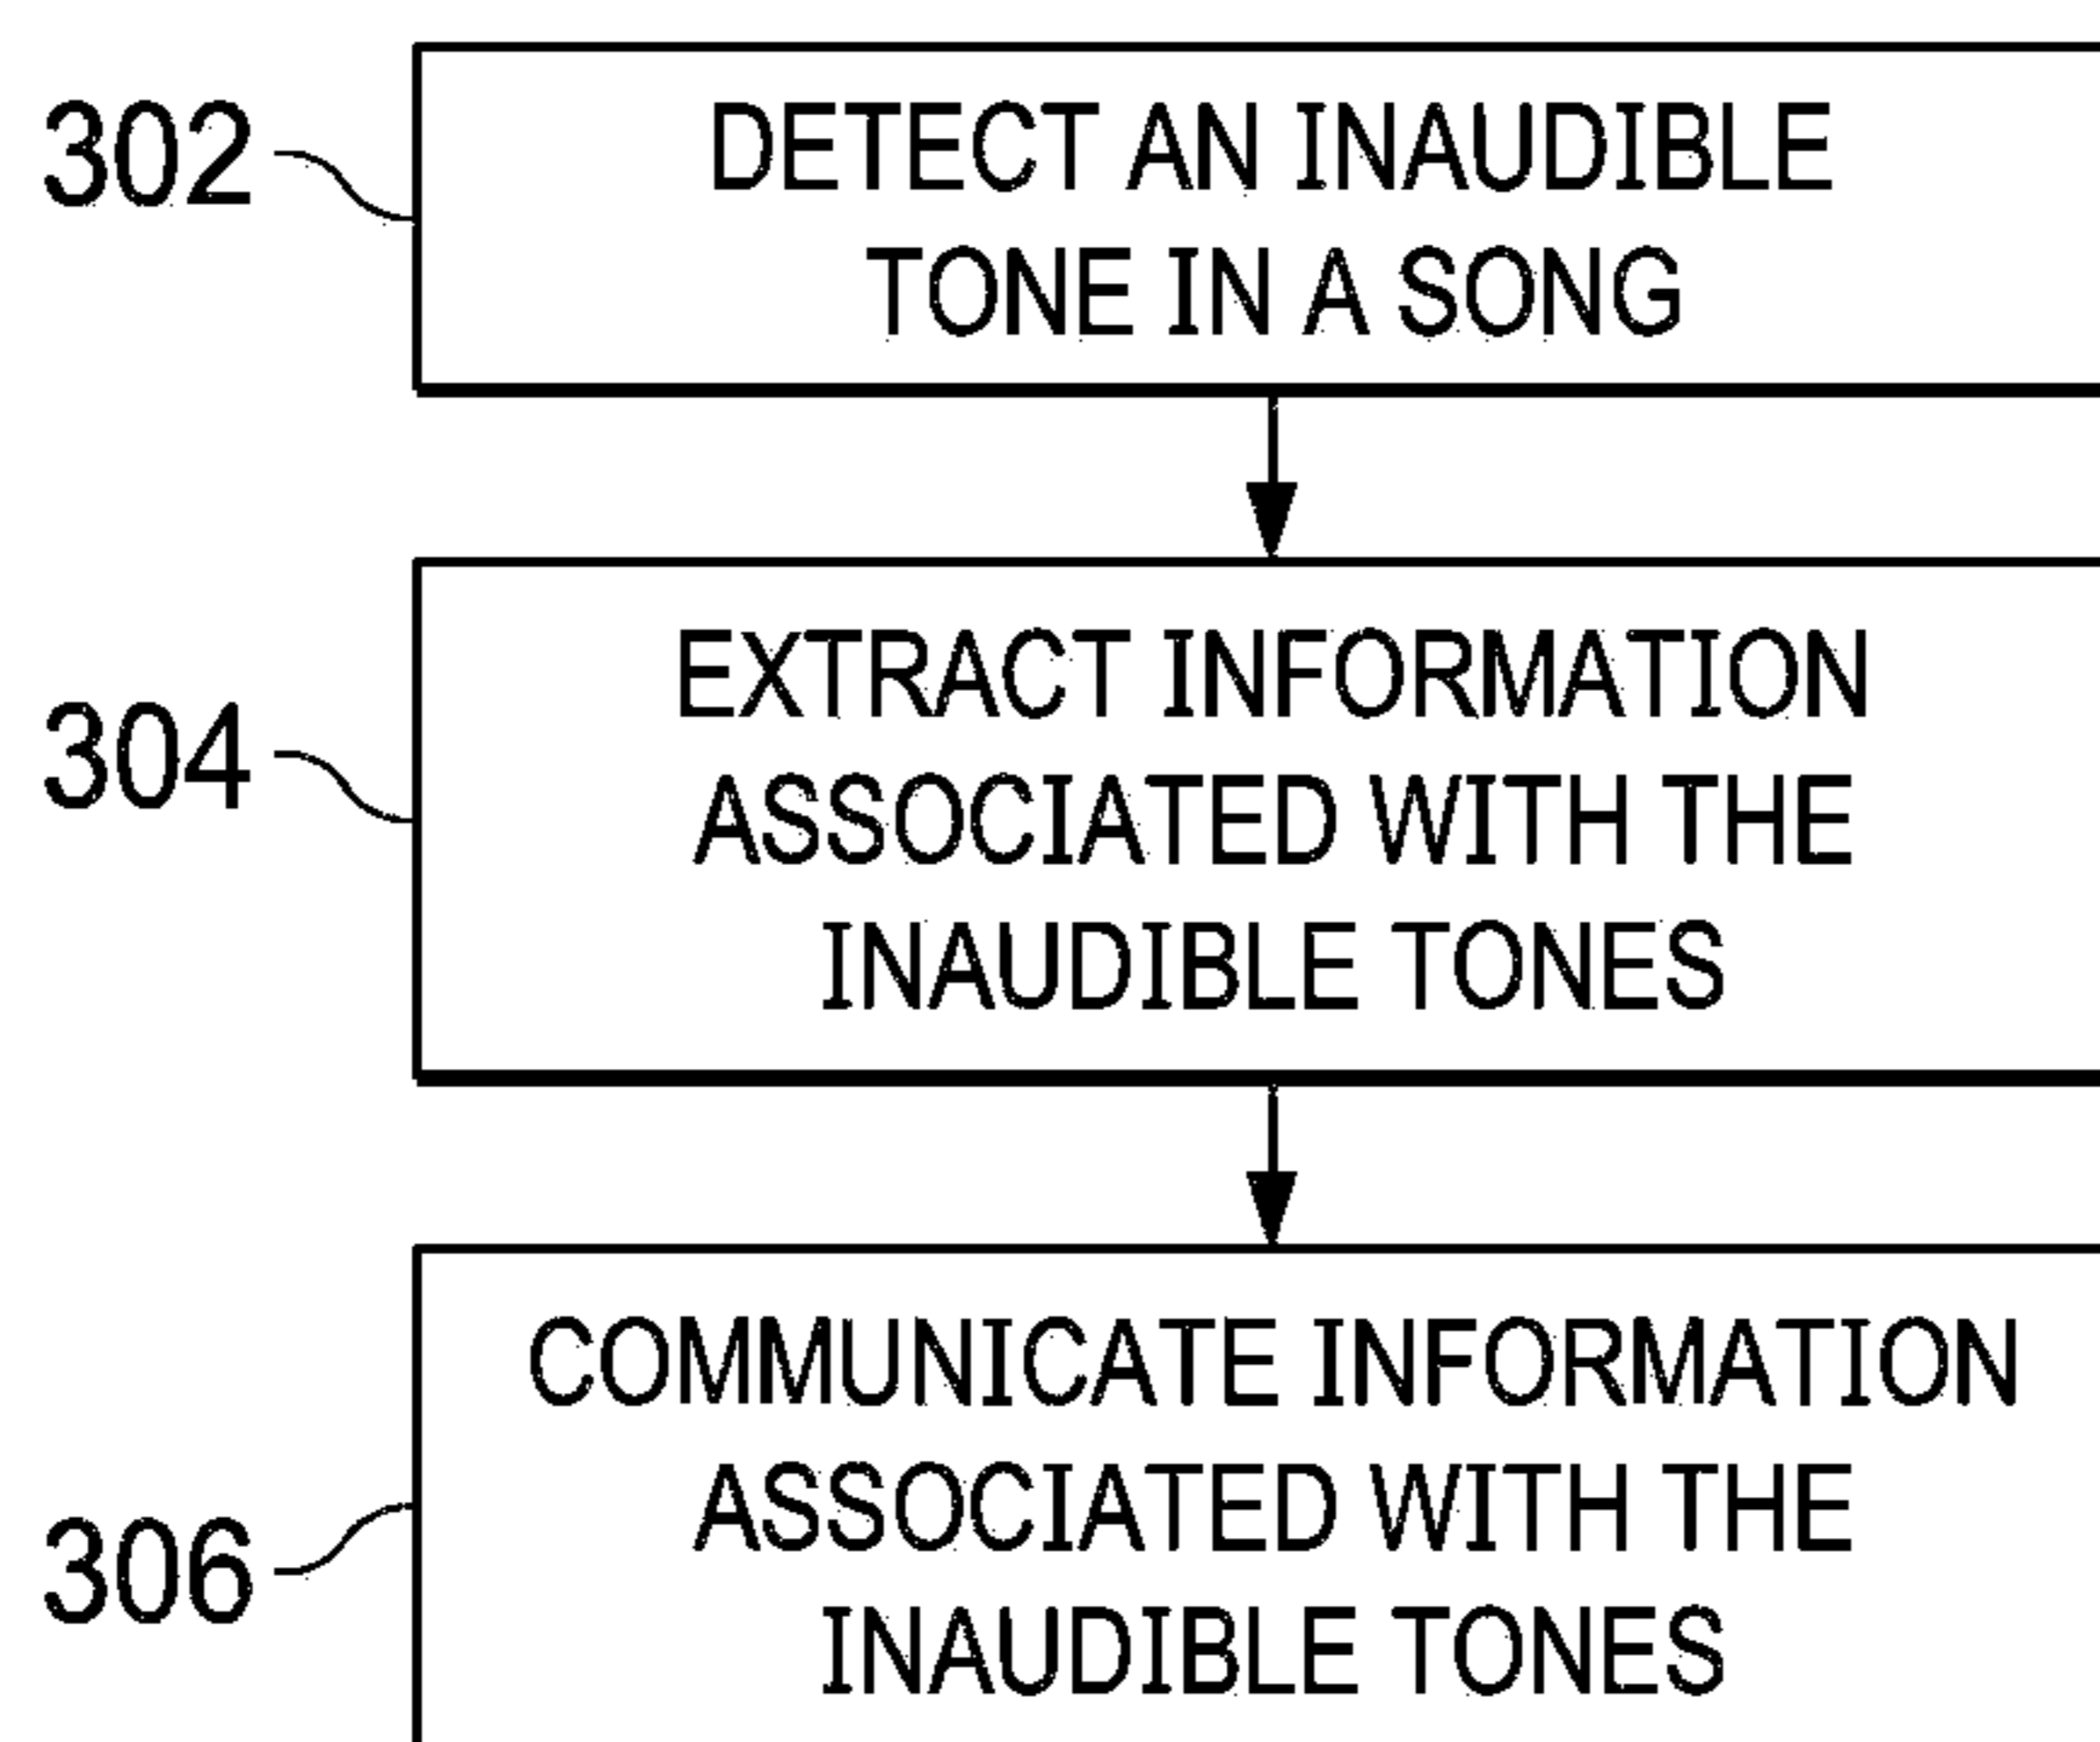 302
DETECT AN INAUDIBLE
TONE IN A SONG
304
EXTRACT INFORMATION
ASSOCIATED WITH THE
INAUDIBLE TONES
306
COMMUNICATE INFORMATION
ASSOCIATED WITH THE
INAUDIBLE TONES